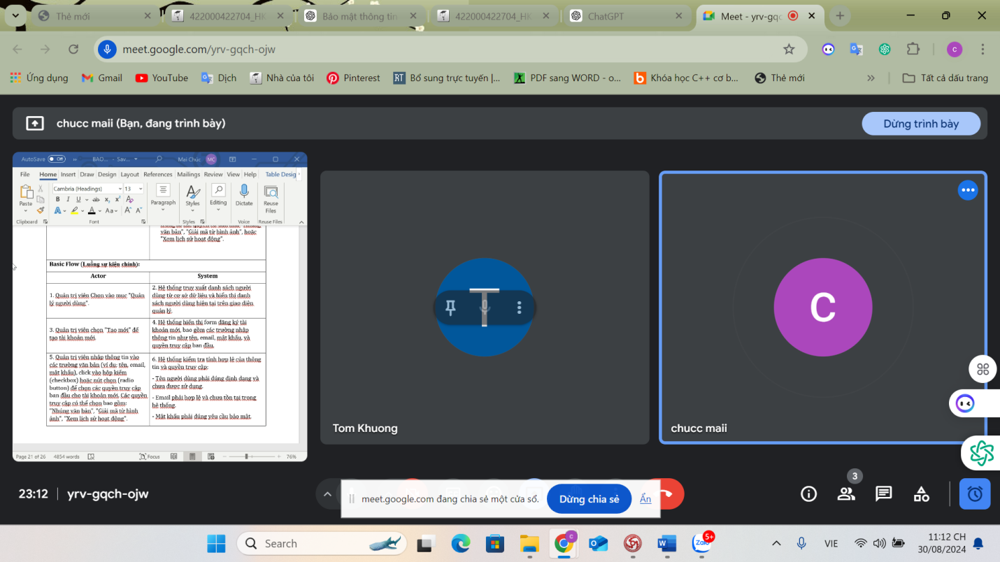 Thẻ mới
422000422704_HK
Bảo mật thông tin
422000422704_HK
ChatGPT
Meet - yrv-gqc
meet.google.com/yrv-gqch-ojw
C
Ứng dụng
Gmail
YouTube
Dịch
Nhà của tôi
Pinterest
RT
Bổ sung trực tuyến |...
PDF sang WORD - o...
Khóa học C++ cơ b...
Thẻ mới
Tất cả dấu trang
chucc maii (Bạn, đang trình bày)
Dừng trình bày
AutoSave Off
BAO... - Sav...
Mai Chúc MC
File Home Insert Draw Design Layout References Mailings Review View Help Table Desig
Cambria (Headings) 13
Paste
Paragraph
Styles
Editing
Dictate
Reuse Files
Clipboard Font Styles Voice Reuse Files
văn bản", "Giải mã từ hình ảnh", hoặc
"Xem lịch sử hoạt động".
Basic Flow (Luồng sự kiện chính):
Actor
System
1. Quản trị viên Chọn vào mục "Quản
lý người dùng".
2. Hệ thống truy xuất danh sách người
dùng từ cơ sở dữ liệu và hiển thị danh
sách người dùng hiện tại trên giao diện
quản lý.
3. Quản trị viên chọn "Tạo mới" để
tạo tài khoản mới.
4. Hệ thống hiển thị form đăng ký tài
khoản mới, bao gồm các trường nhập
thông tin như tên, email, mật khẩu, và
quyền truy cập ban đầu.
5. Quản trị viên nhập thông tin vào
các trường văn bản (ví dụ: tên, email,
mật khẩu), click vào hộp kiểm
(checkbox) hoặc nút chọn (radio
button) để chọn các quyền truy cập
ban đầu cho tài khoản mới. Các quyền
truy cập có thể chọn bao gồm:
"Nhúng văn bản", "Giải mã từ hình
ảnh", "Xem lịch sử hoạt động".
6. Hệ thống kiểm tra tính hợp lệ của thông
tin và quyền truy cập:
- Tên người dùng phải đúng định dạng và
chưa được sử dụng.
- Email phải hợp lệ và chưa tồn tại trong
hệ thống.
- Mật khẩu phải đúng yêu cầu bảo mật.
Page 21 of 26 4854 words
Focus
76%
T
Tom Khuong
C
chucc maii
23:12
yrv-gqch-ojw
meet.google.com đang chia sẻ một cửa sổ.
Dừng chia sẻ
Ẩn
3
Search
C
Zalo
5+
VIE
11:12 CH
30/08/2024